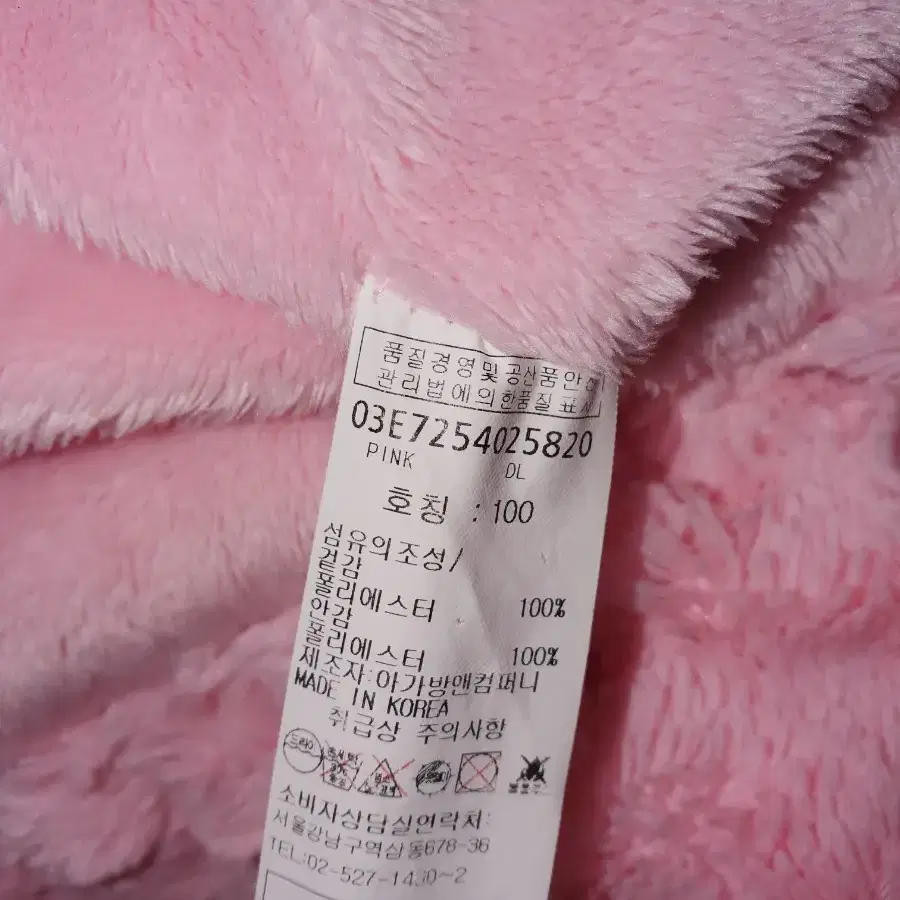 품질경영및 공산품안전
관리법에의한품질 표시
03E7254025820
PINK DL
호칭 : 100
섬유의조성/
겉감
폴리에스터 100%
안감
폴리에스터 100%
제조자:아가방앤컴퍼니
MADE IN KOREA
취급상 주의사항
드라이
소비자상담실연락처:
서울강남구역삼동678-36
TEL:02-527-1430~2